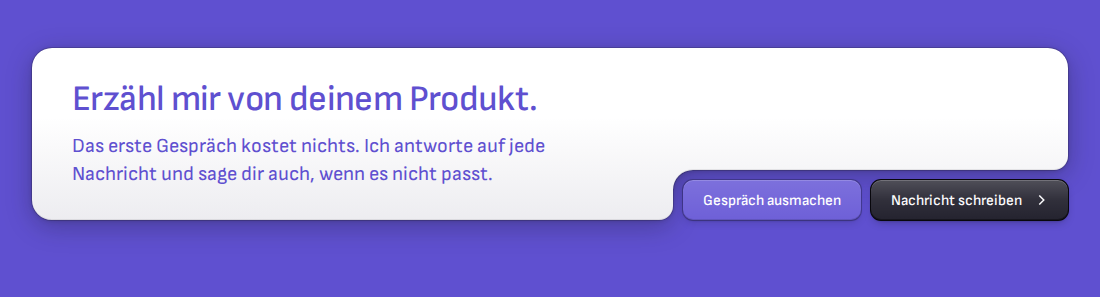 Erzähl mir von deinem Produkt.
Das erste Gespräch kostet nichts. Ich antworte auf jede
Nachricht und sage dir auch, wenn es nicht passt.
Gespräch ausmachen
Nachricht schreiben